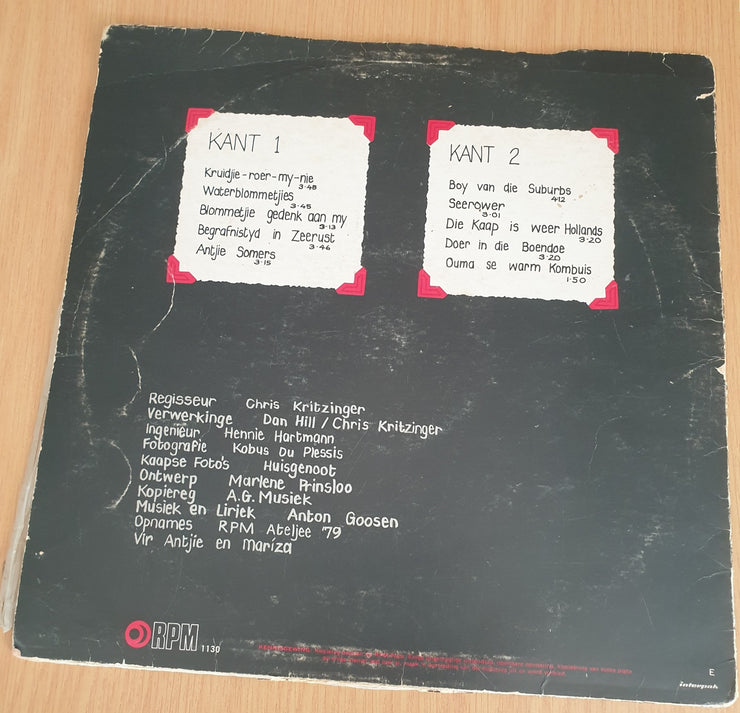 KANT 1
Kruidjie-roer-my-nie
3·48
Waterblommetjies
3·45
Blommetjie gedenk aan my
3·13
Begrafnistyd in Zeerust
3·46
Antjie Somers
3·15
KANT 2
Boy van die Suburbs
4:12
Seerower
3·01
Die Kaap is weer Hollands
3·20
Doer in die Boendoe
3·20
Ouma se warm Kombuis
1·50
Regisseur Chris Kritzinger
Verwerkinge Dan Hill / Chris Kritzinger
Ingenieur Hennie Hartmann
Fotografie Kobus Du Plessis
Kaapse Foto's Huisgenoot
Ontwerp Marlene Prinsloo
Kopiereg A.G. Musiek
Musiek en Liriek Anton Goosen
Opnames RPM Ateljee '79
Vir Antjie en Mariza
RPM 1130
E
interpak